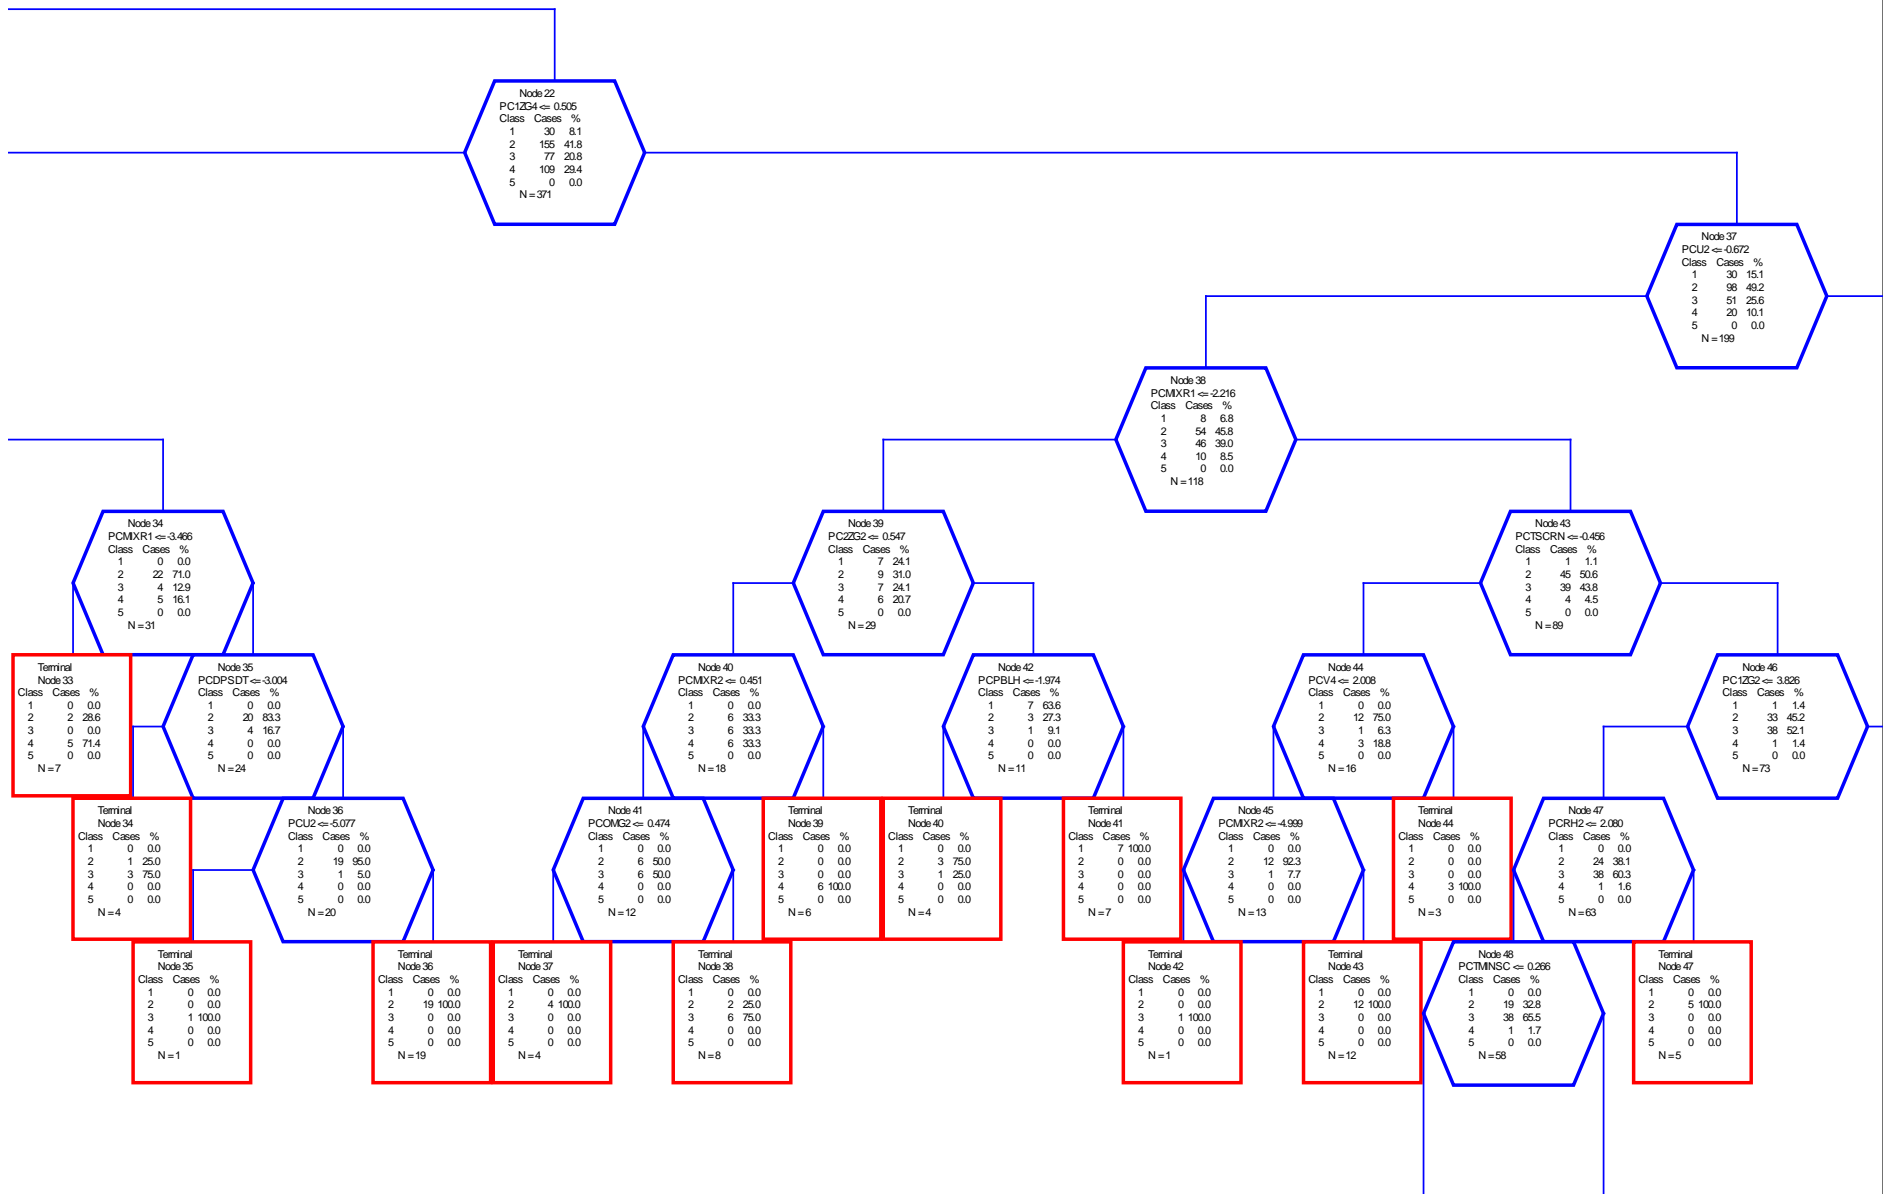 Node 22
PC1ZG4 <= 0.505
Class Cases %
1 30 8.1
2 155 41.8
3 77 20.8
4 109 29.4
5 0 0.0
N = 371
Node 37
PCU2 <= -0.672
Class Cases %
1 30 15.1
2 98 49.2
3 51 25.6
4 20 10.1
5 0 0.0
N = 199
Node 38
PCMIXR1 <= -2.216
Class Cases %
1 8 6.8
2 54 45.8
3 46 39.0
4 10 8.5
5 0 0.0
N = 118
Node 34
PCMIXR1 <= -3.466
Class Cases %
1 0 0.0
2 22 71.0
3 4 12.9
4 5 16.1
5 0 0.0
N = 31
Node 39
PC2ZG2 <= 0.547
Class Cases %
1 7 24.1
2 9 31.0
3 7 24.1
4 6 20.7
5 0 0.0
N = 29
Node 43
PCTSCRN <= -0.456
Class Cases %
1 1 1.1
2 45 50.6
3 39 43.8
4 4 4.5
5 0 0.0
N = 89
Terminal
Node 33
Class Cases %
1 0 0.0
2 2 28.6
3 0 0.0
4 5 71.4
5 0 0.0
N = 7
Node 35
PCDPSDT <= -3.004
Class Cases %
1 0 0.0
2 20 83.3
3 4 16.7
4 0 0.0
5 0 0.0
N = 24
Node 40
PCMIXR2 <= 0.451
Class Cases %
1 0 0.0
2 6 33.3
3 6 33.3
4 6 33.3
5 0 0.0
N = 18
Node 42
PCPBLH <= -1.974
Class Cases %
1 7 63.6
2 3 27.3
3 1 9.1
4 0 0.0
5 0 0.0
N = 11
Node 44
PCV4 <= 2.008
Class Cases %
1 0 0.0
2 12 75.0
3 1 6.3
4 3 18.8
5 0 0.0
N = 16
Node 46
PC1ZG2 <= 3.826
Class Cases %
1 1 1.4
2 33 45.2
3 38 52.1
4 1 1.4
5 0 0.0
N = 73
Terminal
Node 34
Class Cases %
1 0 0.0
2 1 25.0
3 3 75.0
4 0 0.0
5 0 0.0
N = 4
Node 36
PCU2 <= -5.077
Class Cases %
1 0 0.0
2 19 95.0
3 1 5.0
4 0 0.0
5 0 0.0
N = 20
Node 41
PCOMG2 <= 0.474
Class Cases %
1 0 0.0
2 6 50.0
3 6 50.0
4 0 0.0
5 0 0.0
N = 12
Terminal
Node 39
Class Cases %
1 0 0.0
2 0 0.0
3 0 0.0
4 6 100.0
5 0 0.0
N = 6
Terminal
Node 40
Class Cases %
1 0 0.0
2 3 75.0
3 1 25.0
4 0 0.0
5 0 0.0
N = 4
Terminal
Node 41
Class Cases %
1 7 100.0
2 0 0.0
3 0 0.0
4 0 0.0
5 0 0.0
N = 7
Node 45
PCMIXR2 <= -4.999
Class Cases %
1 0 0.0
2 12 92.3
3 1 7.7
4 0 0.0
5 0 0.0
N = 13
Terminal
Node 44
Class Cases %
1 0 0.0
2 0 0.0
3 0 0.0
4 3 100.0
5 0 0.0
N = 3
Node 47
PCRH2 <= 2.080
Class Cases %
1 0 0.0
2 24 38.1
3 38 60.3
4 1 1.6
5 0 0.0
N = 63
Terminal
Node 35
Class Cases %
1 0 0.0
2 0 0.0
3 1 100.0
4 0 0.0
5 0 0.0
N = 1
Terminal
Node 36
Class Cases %
1 0 0.0
2 19 100.0
3 0 0.0
4 0 0.0
5 0 0.0
N = 19
Terminal
Node 37
Class Cases %
1 0 0.0
2 4 100.0
3 0 0.0
4 0 0.0
5 0 0.0
N = 4
Terminal
Node 38
Class Cases %
1 0 0.0
2 2 25.0
3 6 75.0
4 0 0.0
5 0 0.0
N = 8
Terminal
Node 42
Class Cases %
1 0 0.0
2 0 0.0
3 1 100.0
4 0 0.0
5 0 0.0
N = 1
Terminal
Node 43
Class Cases %
1 0 0.0
2 12 100.0
3 0 0.0
4 0 0.0
5 0 0.0
N = 12
Node 48
PCTMINSC <= 0.266
Class Cases %
1 0 0.0
2 19 32.8
3 38 65.5
4 1 1.7
5 0 0.0
N = 58
Terminal
Node 47
Class Cases %
1 0 0.0
2 5 100.0
3 0 0.0
4 0 0.0
5 0 0.0
N = 5